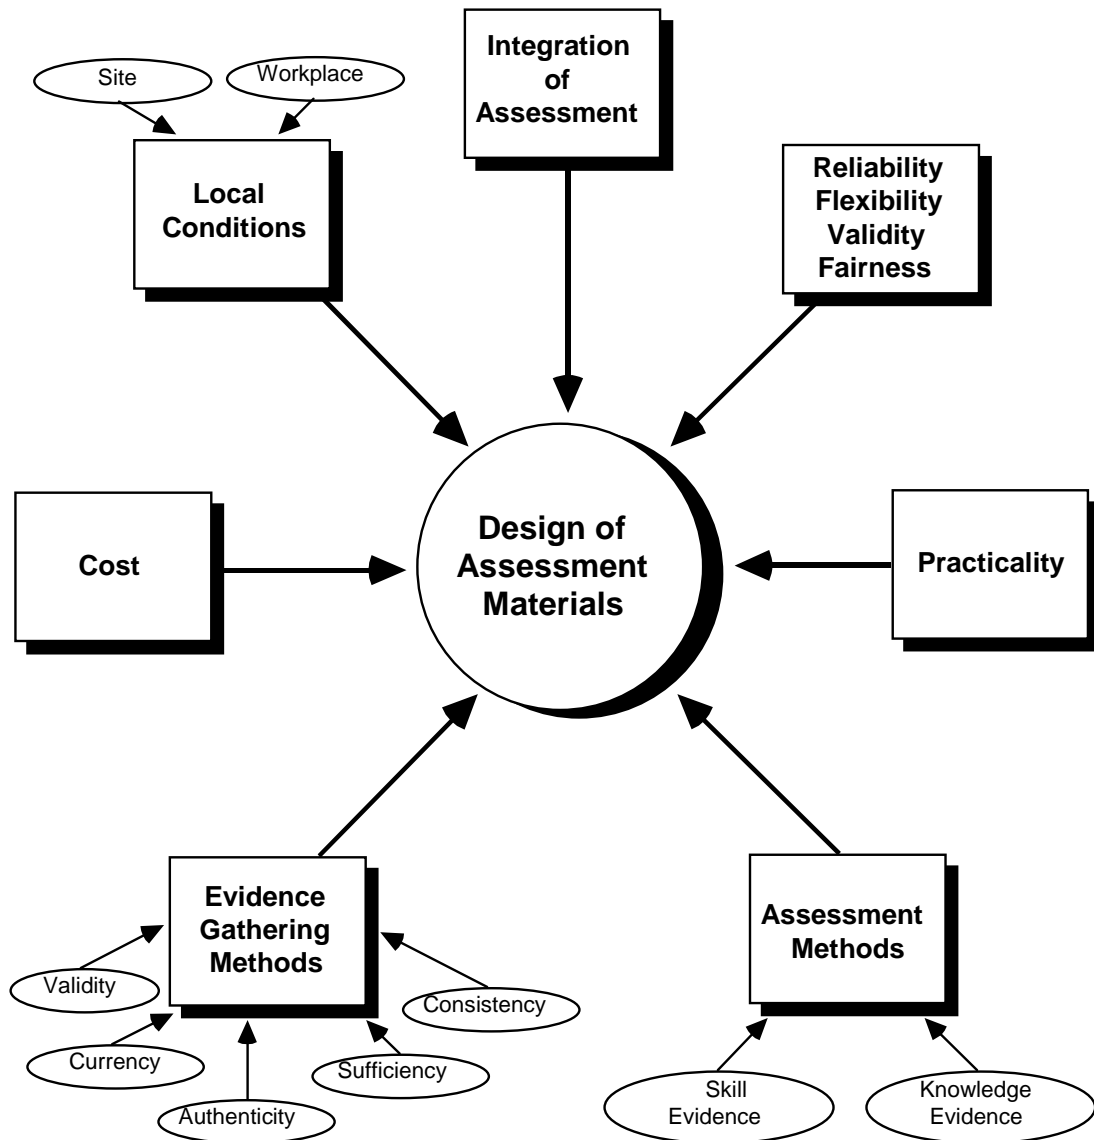 Integration
of
Assessment
Site
Workplace
Local
Conditions
Reliability
Flexibility
Validity
Fairness
Cost
Design of
Assessment
Materials
Practicality
Evidence
Gathering
Methods
Assessment
Methods
Validity
Consistency
Currency
Sufficiency
Authenticity
Skill
Evidence
Knowledge
Evidence